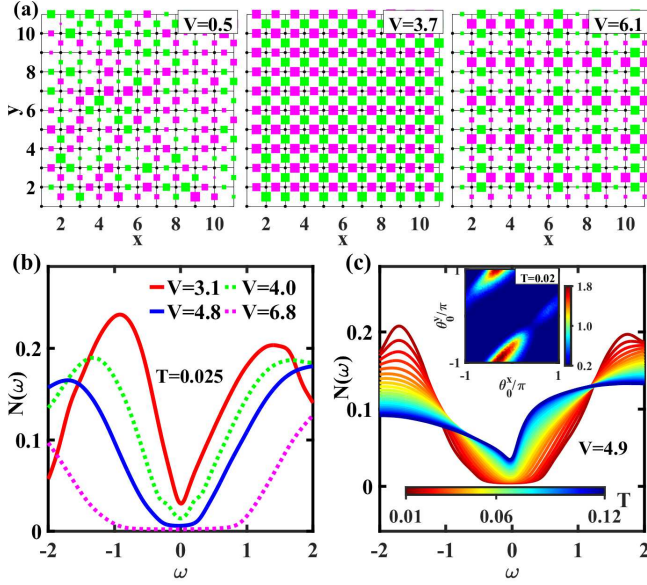 (a)
V=0.5 V=3.7 V=6.1
10
8
6
4
2
y
2 4 6 8 10 2 4 6 8 10 2 4 6 8 10
x x x
(b) (c)
V=3.1 V=4.0
V=4.8 V=6.8
T=0.025
N(ω)
0.2
0.1
0
-2 -1 0 1 2
ω
1 T=0.02 1.8
θ₀ʸ/π 1.0
-1 0.2
-1 θ₀ˣ/π 1
N(ω)
0.2
0.1
0
V=4.9
T
0.01 0.06 0.12
-2 -1 0 1 2
ω